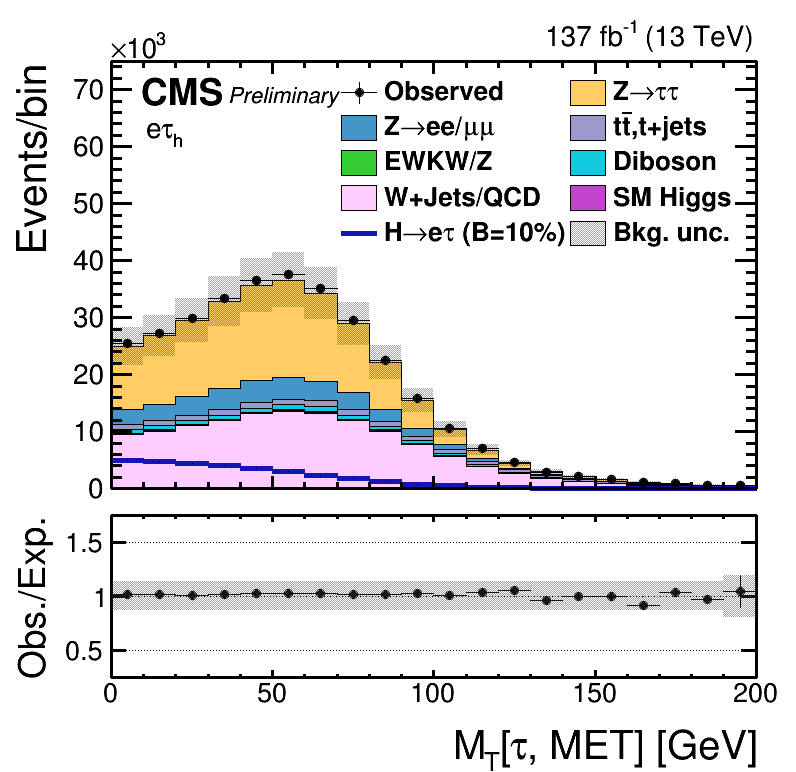 ×10³
137 fb⁻¹ (13 TeV)
Events/bin
CMS Preliminary
eτₕ
Observed
Z→ττ
Z→ee/μμ
tt̄,t+jets
EWKW/Z
Diboson
W+Jets/QCD
SM Higgs
H→eτ (B=10%)
Bkg. unc.
70
60
50
40
30
20
10
0
Obs./Exp.
1.5
1
0.5
0 50 100 150 200
M_T[τ, MET] [GeV]